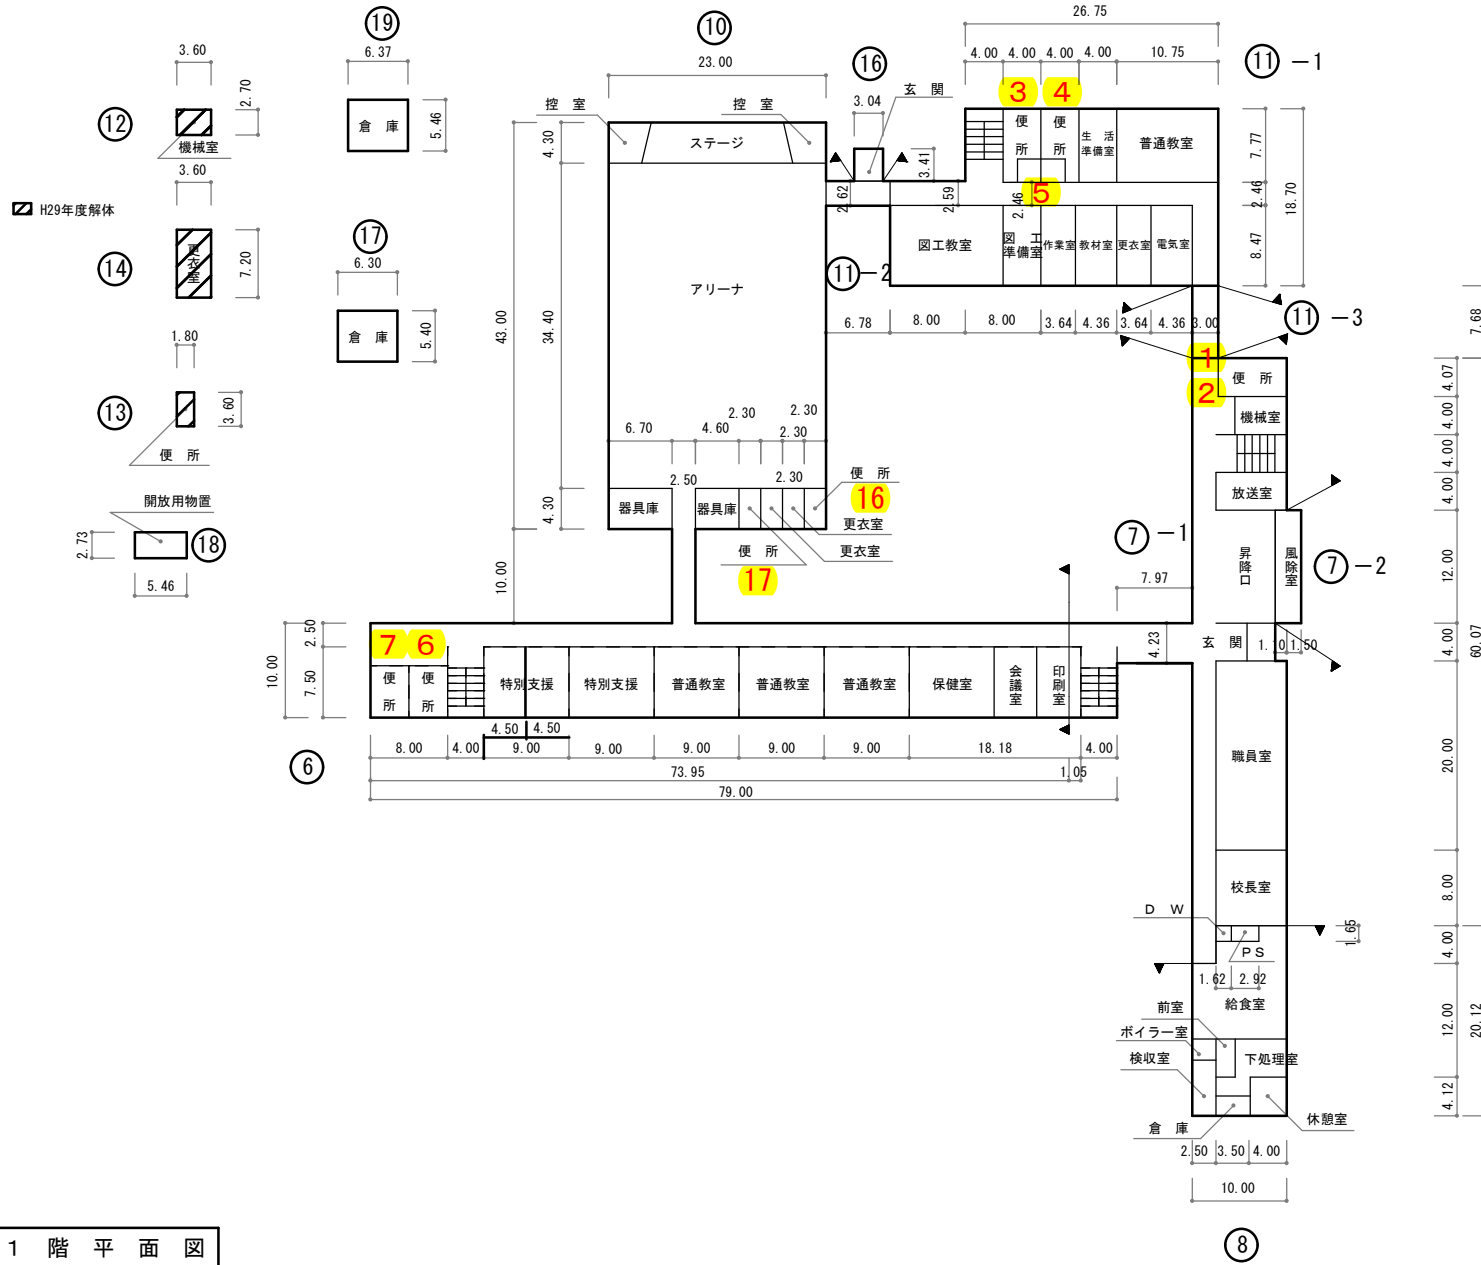 ⑲
6.37
倉 庫
5.46
⑩
23.00
⑯
3.04
玄 関
3.41
26.75
4.00 4.00 4.00 4.00 10.75
⑪-1
3.60
2.70
⑫
機械室
3.60
H29年度解体
⑭
更衣室
7.20
⑰
6.30
倉 庫
5.40
1.80
⑬
3.60
便 所
開放用物置
2.73
⑱
5.46
控 室
控 室
ステージ
4.30
43.00
34.40
アリーナ
6.70 4.60 2.30 2.30
2.30
2.50 2.30
4.30
器具庫
器具庫
便 所
16
更衣室
更衣室
便 所
17
10.00
3 4
便所
便所
生活準備室
普通教室
7.77
2.46
18.70
8.47
2.62
2.59
2.46
5
図工教室
図工準備室
作業室
教材室
更衣室
電気室
⑪-2
6.78 8.00 8.00 3.64 4.36 3.64 4.36 3.00
⑪-3
7.68
1
2
便 所
機械室
放送室
昇降口
風除室
⑦-1
⑦-2
7.97
4.23
玄 関
1.10 1.50
4.07
4.00
4.00
4.00
12.00
4.00
60.07
20.00
8.00
4.00
1.65
12.00
20.12
4.12
職員室
校長室
D W
PS
1.62 2.92
給食室
前室
ボイラー室
検収室
下処理室
倉 庫
休憩室
2.50 3.50 4.00
10.00
⑧
10.00
2.50
7.50
7 6
便所
便所
特別支援
特別支援
普通教室
普通教室
普通教室
保健室
会議室
印刷室
4.50 4.50
8.00 4.00 9.00 9.00 9.00 9.00 9.00 18.18 4.00
⑥
73.95
1.05
79.00
1 階 平 面 図